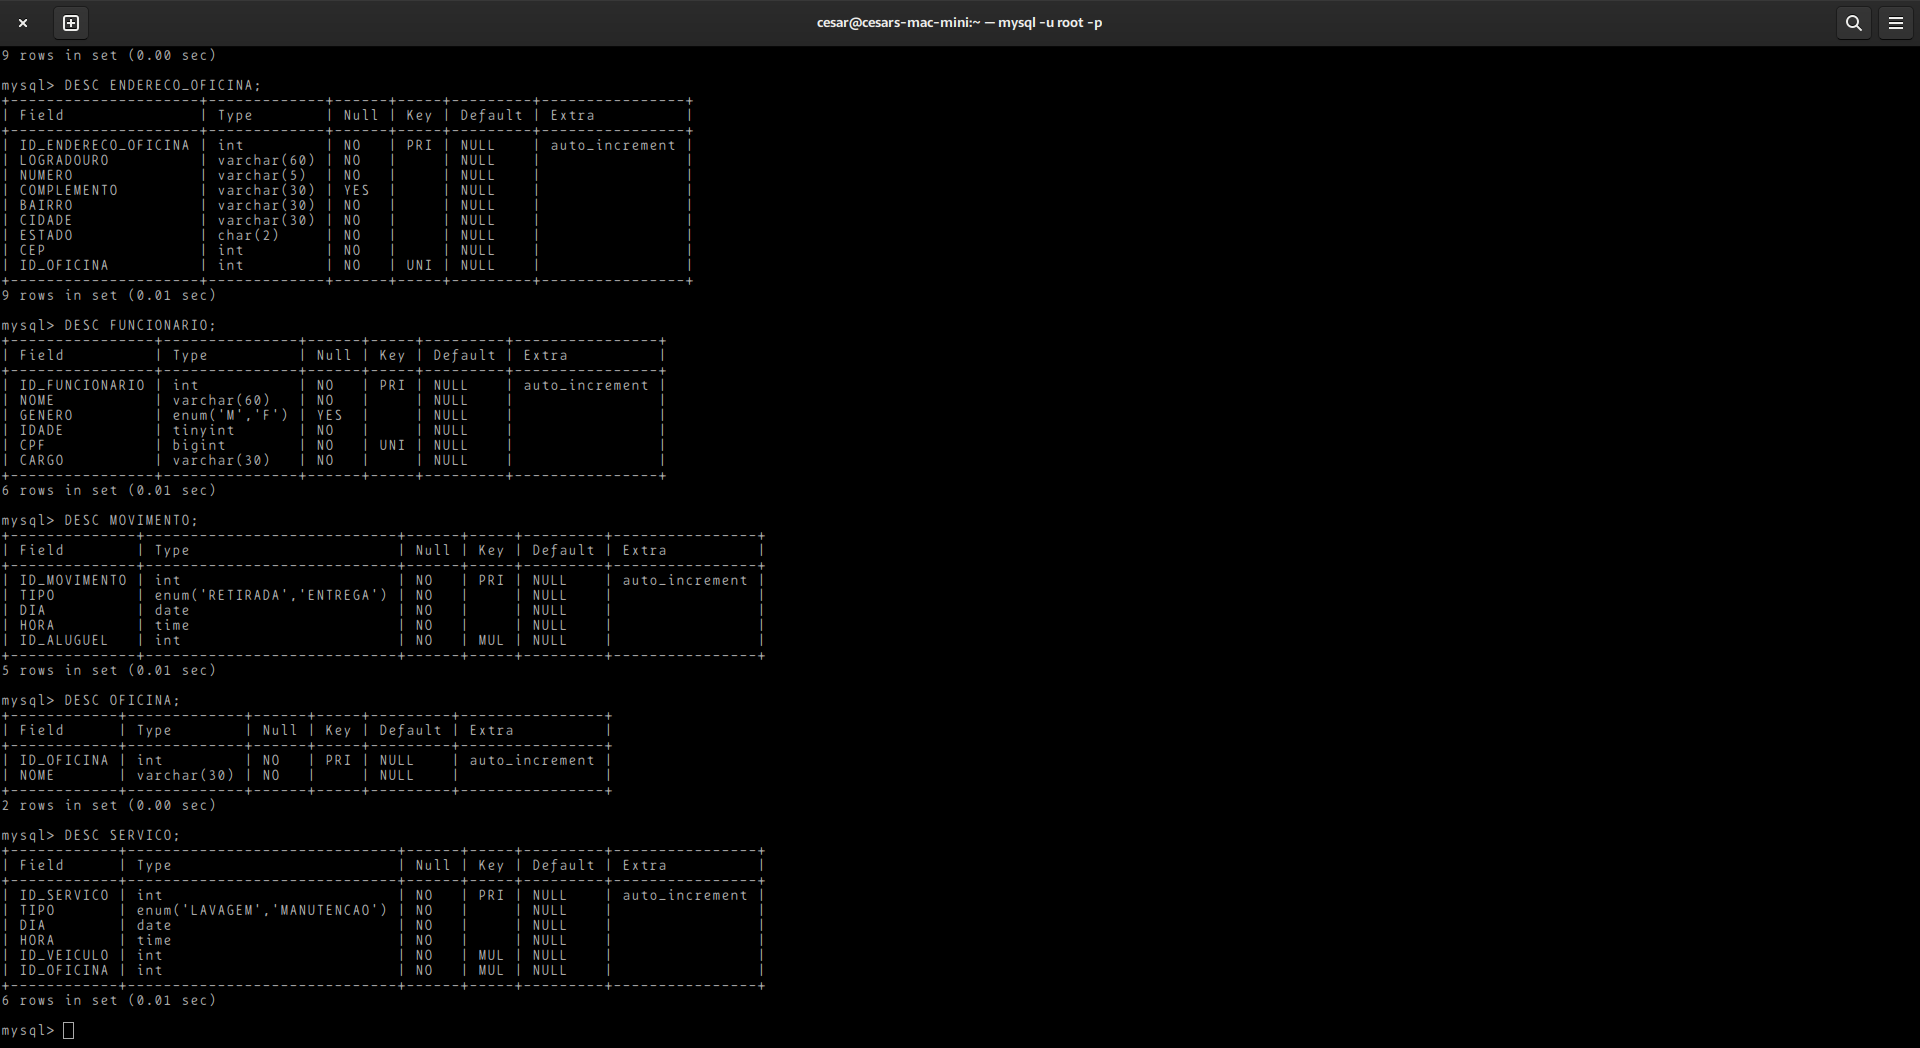 cesar@cesars-mac-mini:~ — mysql -u root -p
9 rows in set (0.00 sec)
mysql> DESC ENDERECO_OFICINA;
+---------------------+-------------+------+-----+---------+----------------+
| Field               | Type        | Null | Key | Default | Extra          |
+---------------------+-------------+------+-----+---------+----------------+
| ID_ENDERECO_OFICINA | int         | NO   | PRI | NULL    | auto_increment |
| LOGRADOURO          | varchar(60) | NO   |     | NULL    |                |
| NUMERO              | varchar(5)  | NO   |     | NULL    |                |
| COMPLEMENTO         | varchar(30) | YES  |     | NULL    |                |
| BAIRRO              | varchar(30) | NO   |     | NULL    |                |
| CIDADE              | varchar(30) | NO   |     | NULL    |                |
| ESTADO              | char(2)     | NO   |     | NULL    |                |
| CEP                 | int         | NO   |     | NULL    |                |
| ID_OFICINA          | int         | NO   | UNI | NULL    |                |
+---------------------+-------------+------+-----+---------+----------------+
9 rows in set (0.01 sec)
mysql> DESC FUNCIONARIO;
+----------------+---------------+------+-----+---------+----------------+
| Field          | Type          | Null | Key | Default | Extra          |
+----------------+---------------+------+-----+---------+----------------+
| ID_FUNCIONARIO | int           | NO   | PRI | NULL    | auto_increment |
| NOME           | varchar(60)   | NO   |     | NULL    |                |
| GENERO         | enum('M','F') | YES  |     | NULL    |                |
| IDADE          | tinyint       | NO   |     | NULL    |                |
| CPF            | bigint        | NO   | UNI | NULL    |                |
| CARGO          | varchar(30)   | NO   |     | NULL    |                |
+----------------+---------------+------+-----+---------+----------------+
6 rows in set (0.01 sec)
mysql> DESC MOVIMENTO;
+--------------+----------------------------+------+-----+---------+----------------+
| Field        | Type                       | Null | Key | Default | Extra          |
+--------------+----------------------------+------+-----+---------+----------------+
| ID_MOVIMENTO | int                        | NO   | PRI | NULL    | auto_increment |
| TIPO         | enum('RETIRADA','ENTREGA') | NO   |     | NULL    |                |
| DIA          | date                       | NO   |     | NULL    |                |
| HORA         | time                       | NO   |     | NULL    |                |
| ID_ALUGUEL   | int                        | NO   | MUL | NULL    |                |
+--------------+----------------------------+------+-----+---------+----------------+
5 rows in set (0.01 sec)
mysql> DESC OFICINA;
+------------+-------------+------+-----+---------+----------------+
| Field      | Type        | Null | Key | Default | Extra          |
+------------+-------------+------+-----+---------+----------------+
| ID_OFICINA | int         | NO   | PRI | NULL    | auto_increment |
| NOME       | varchar(30) | NO   |     | NULL    |                |
+------------+-------------+------+-----+---------+----------------+
2 rows in set (0.00 sec)
mysql> DESC SERVICO;
+------------+------------------------------+------+-----+---------+----------------+
| Field      | Type                         | Null | Key | Default | Extra          |
+------------+------------------------------+------+-----+---------+----------------+
| ID_SERVICO | int                          | NO   | PRI | NULL    | auto_increment |
| TIPO       | enum('LAVAGEM','MANUTENCAO') | NO   |     | NULL    |                |
| DIA        | date                         | NO   |     | NULL    |                |
| HORA       | time                         | NO   |     | NULL    |                |
| ID_VEICULO | int                          | NO   | MUL | NULL    |                |
| ID_OFICINA | int                          | NO   | MUL | NULL    |                |
+------------+------------------------------+------+-----+---------+----------------+
6 rows in set (0.01 sec)
mysql>